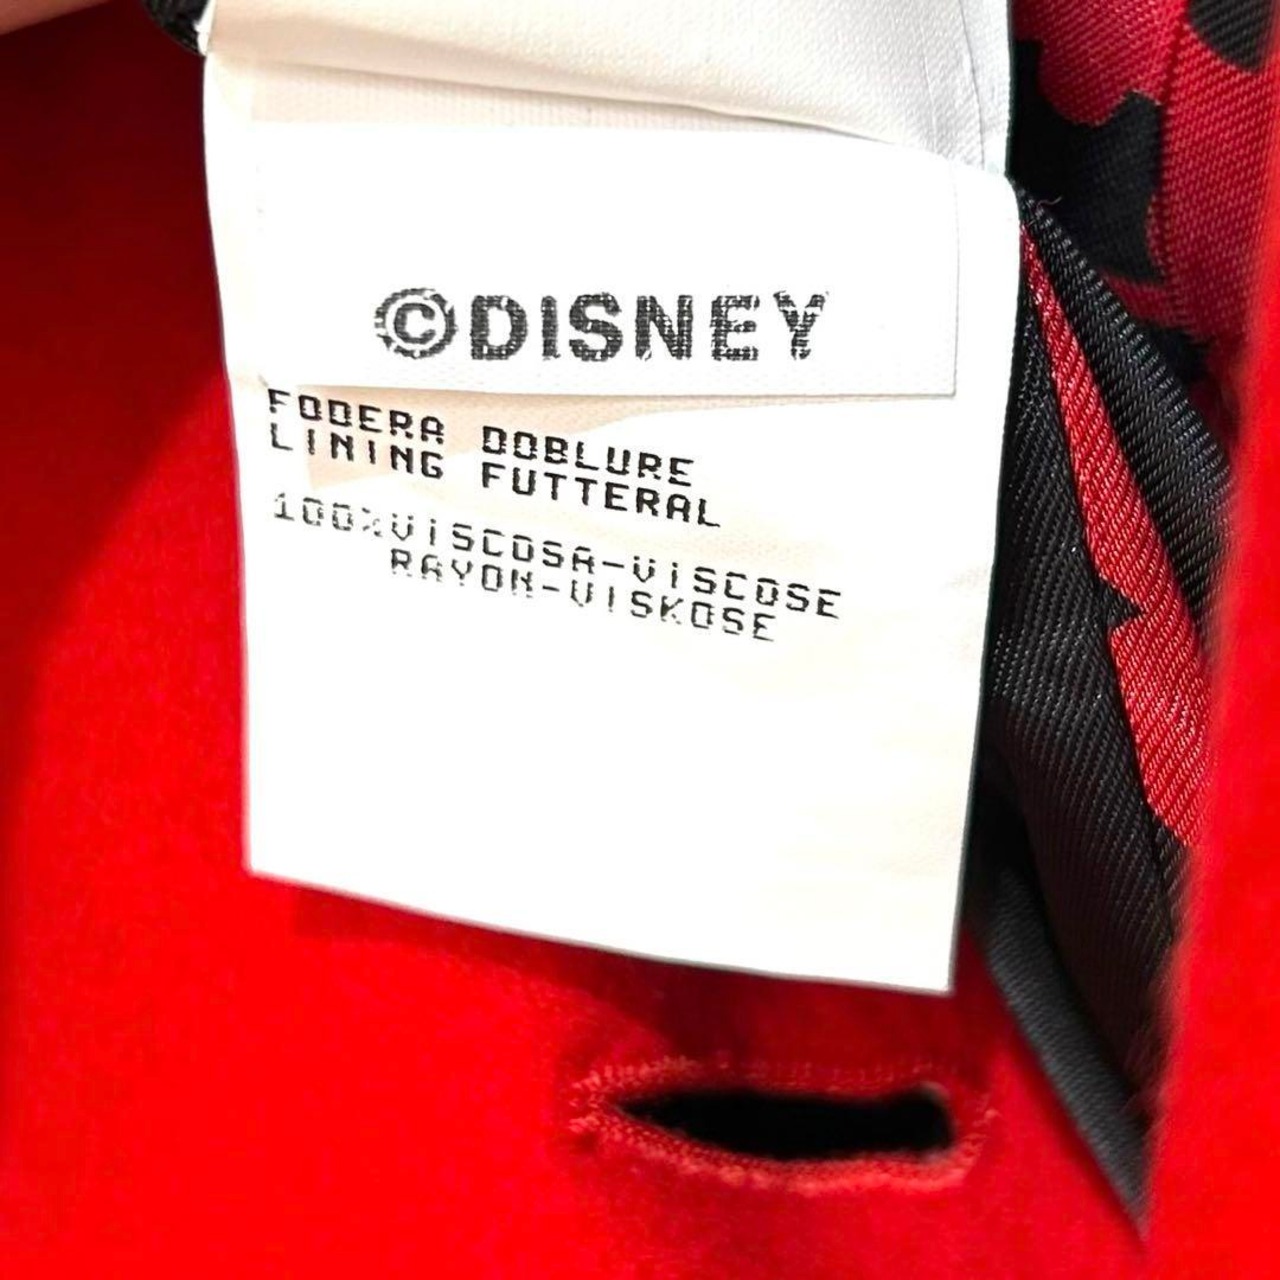 ©DISNEY
FODERA DOBLURE
LINING FUTTERAL
100%VISCOSA-VISCOSE
RAYON-VISKOSE